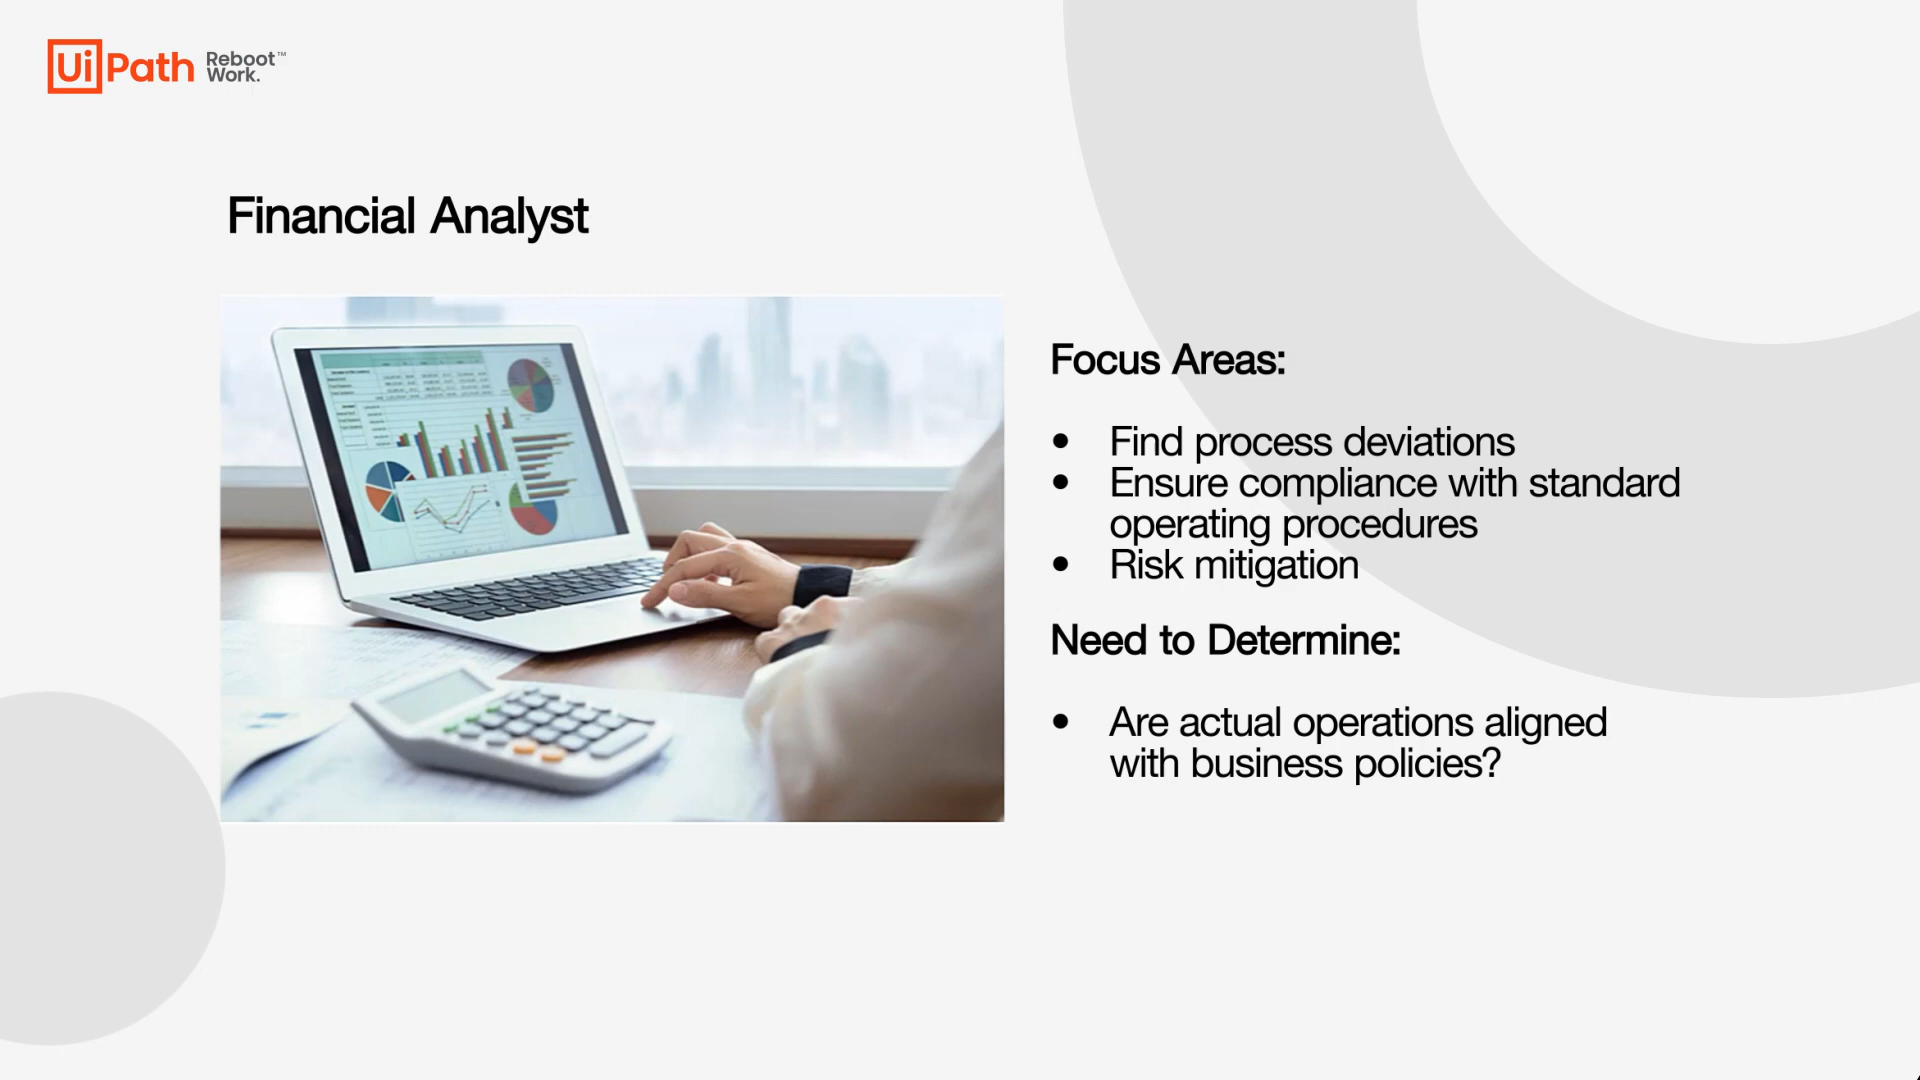 UiPath Reboot™
Work.
Financial Analyst
Focus Areas:
• Find process deviations
• Ensure compliance with standard
operating procedures
• Risk mitigation
Need to Determine:
• Are actual operations aligned
with business policies?